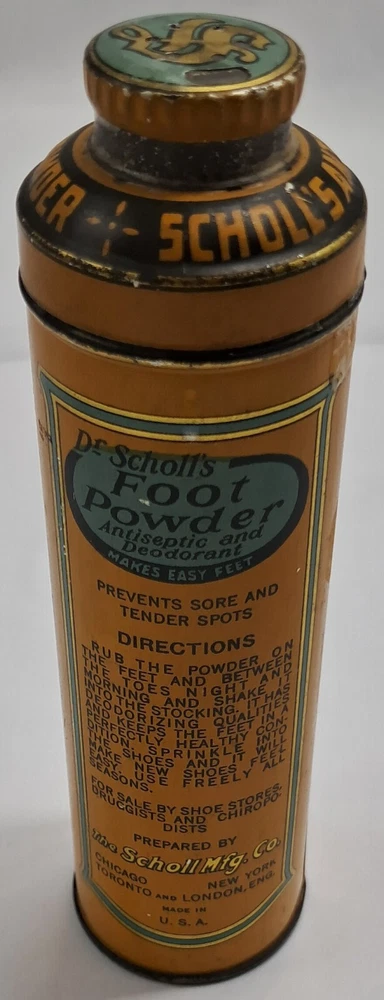 DER SCHOLL'S A
Dr Scholl's
Foot
Powder
Antiseptic and
Deodorant
MAKES EASY FEET
PREVENTS SORE AND
TENDER SPOTS
DIRECTIONS
RUB THE POWDER ON
THE FEET AND BETWEEN
THE TOES NIGHT AND
MORNING AND SHAKE IT
INTO THE STOCKING. IT HAS
DEODORIZING QUALITIES
AND KEEPS THE FEET IN A
PERFECTLY HEALTHY CON-
DITION. SPRINKLE INTO
THE SHOES AND IT WILL
MAKE NEW SHOES FEEL
EASY. USE FREELY ALL
SEASONS.
FOR SALE BY SHOE STORES,
DRUGGISTS AND CHIROPO-
DISTS
PREPARED BY
The Scholl Mfg. Co.
CHICAGO NEW YORK
TORONTO AND LONDON, ENG.
MADE IN
U.S.A.